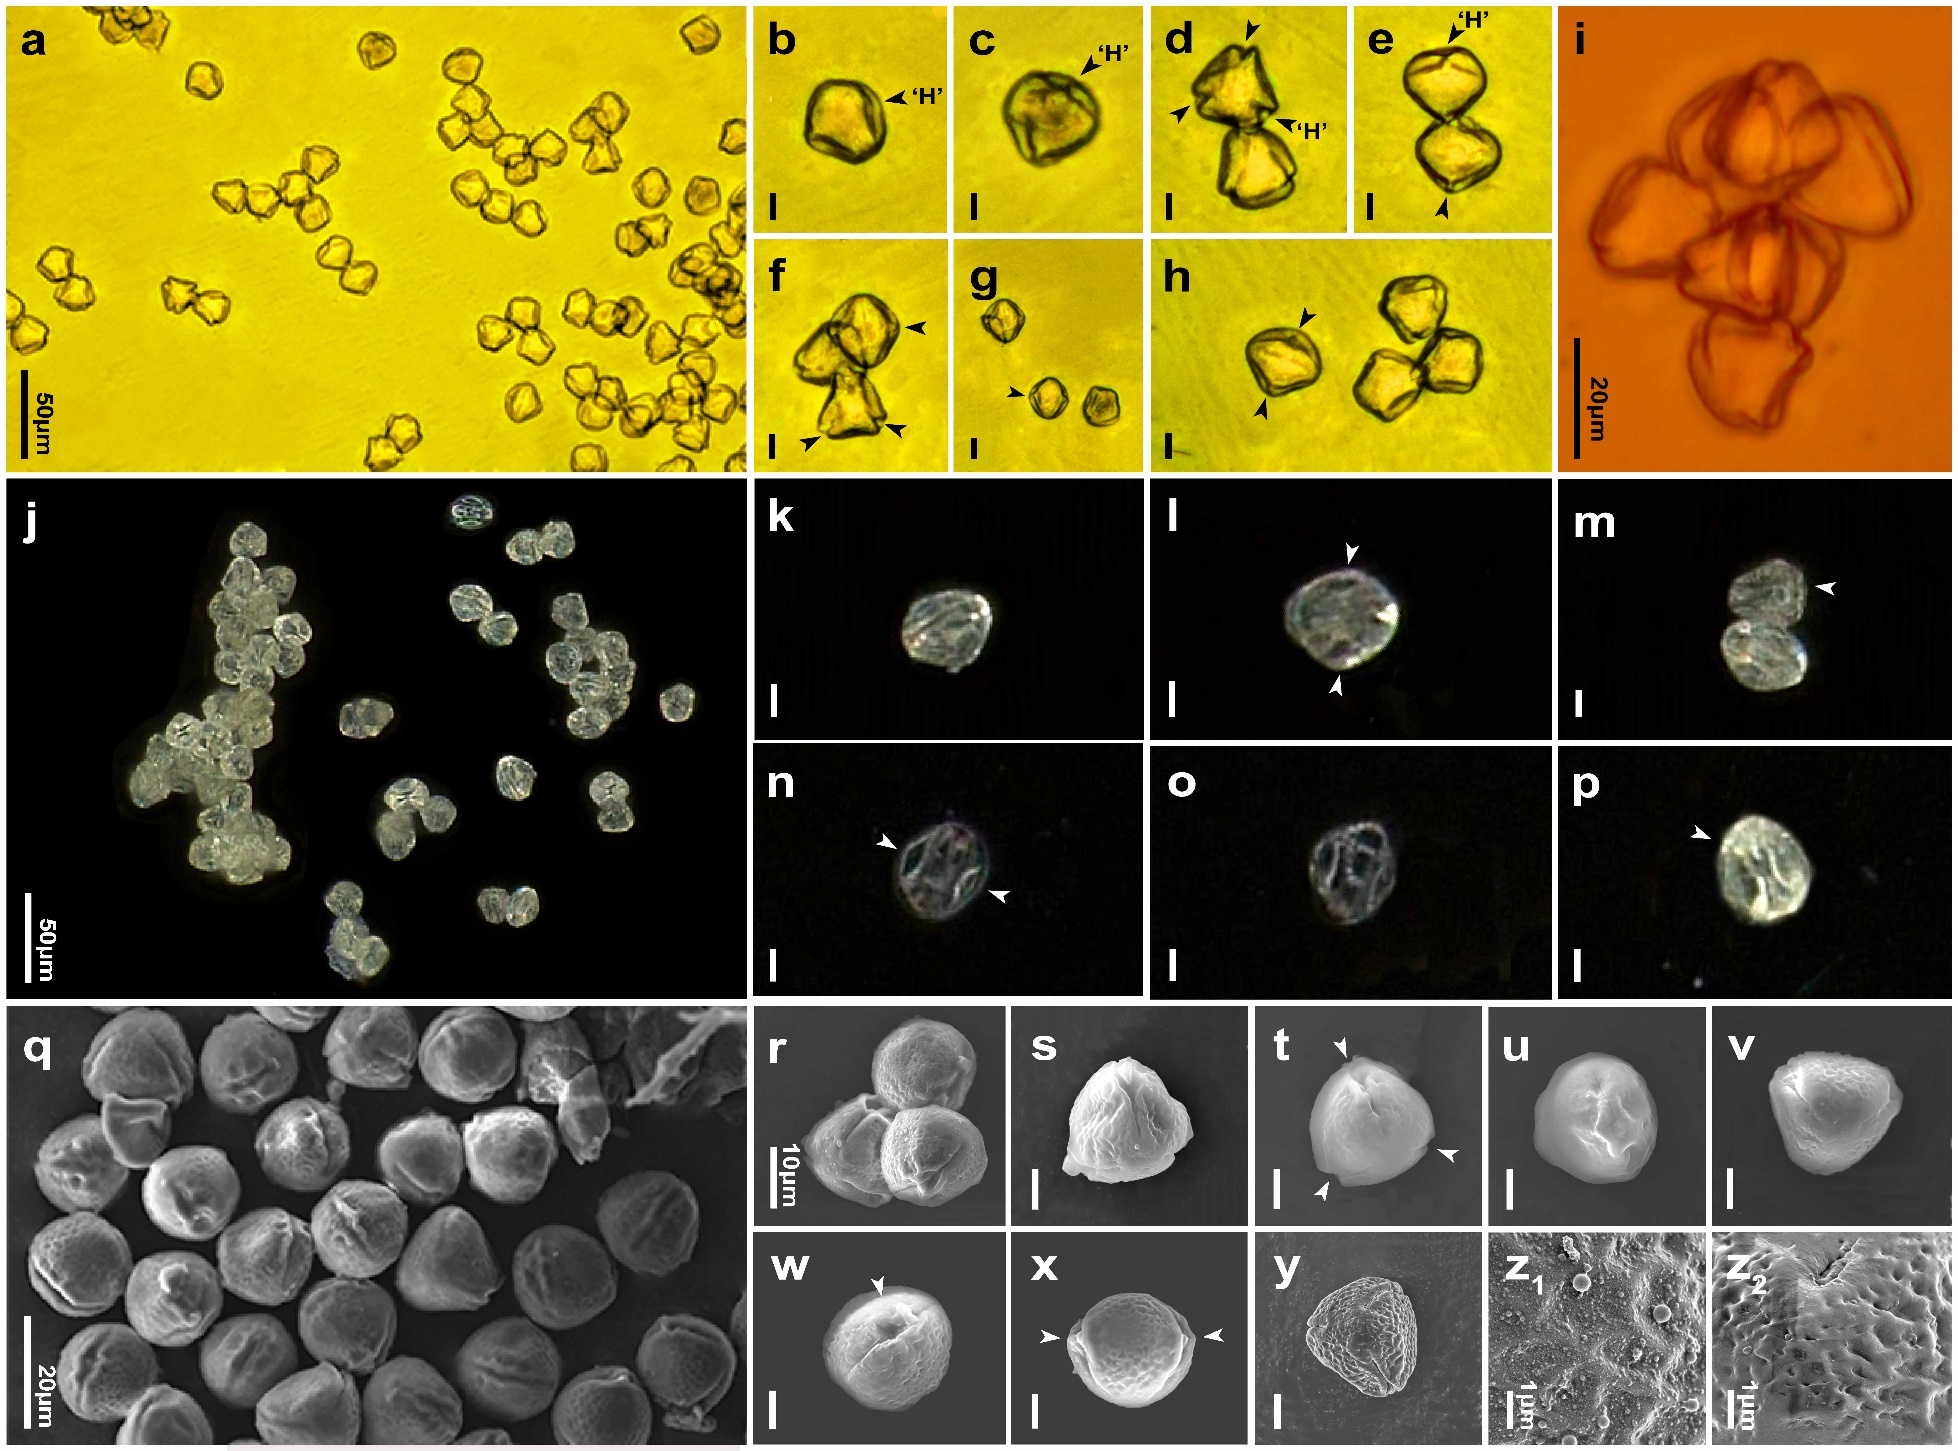 a
50µm
b
‘H’
c
‘H’
d
‘H’
e
‘H’
f
g
h
i
20µm
j
50µm
k
l
m
n
o
p
q
20µm
r
10µm
s
t
u
v
w
x
y
z1
1µm
z2
1µm